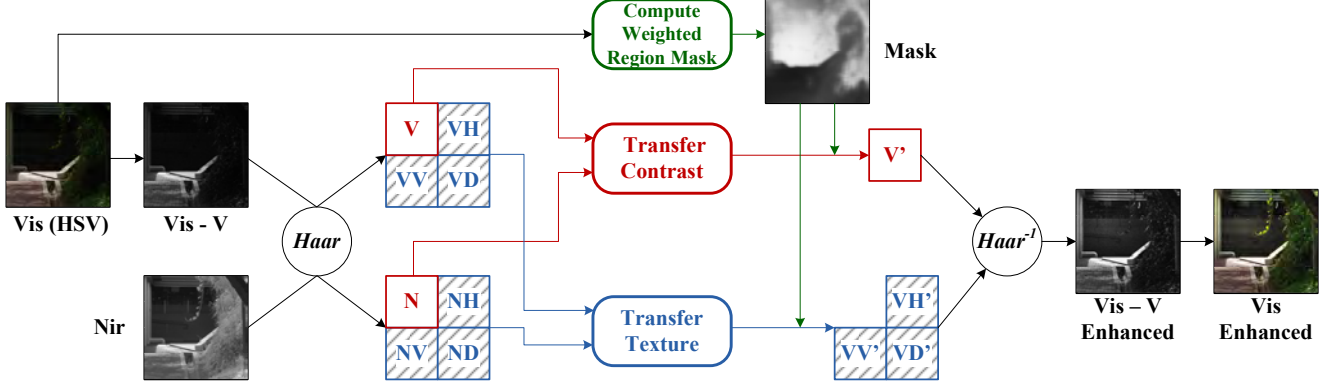 Compute
Weighted
Region Mask
Mask
V
VH
VV
VD
Transfer
Contrast
V’
Vis (HSV)
Vis - V
Haar
Haar-1
Nir
N
NH
NV
ND
Transfer
Texture
VH’
VV’
VD’
Vis – V
Enhanced
Vis
Enhanced